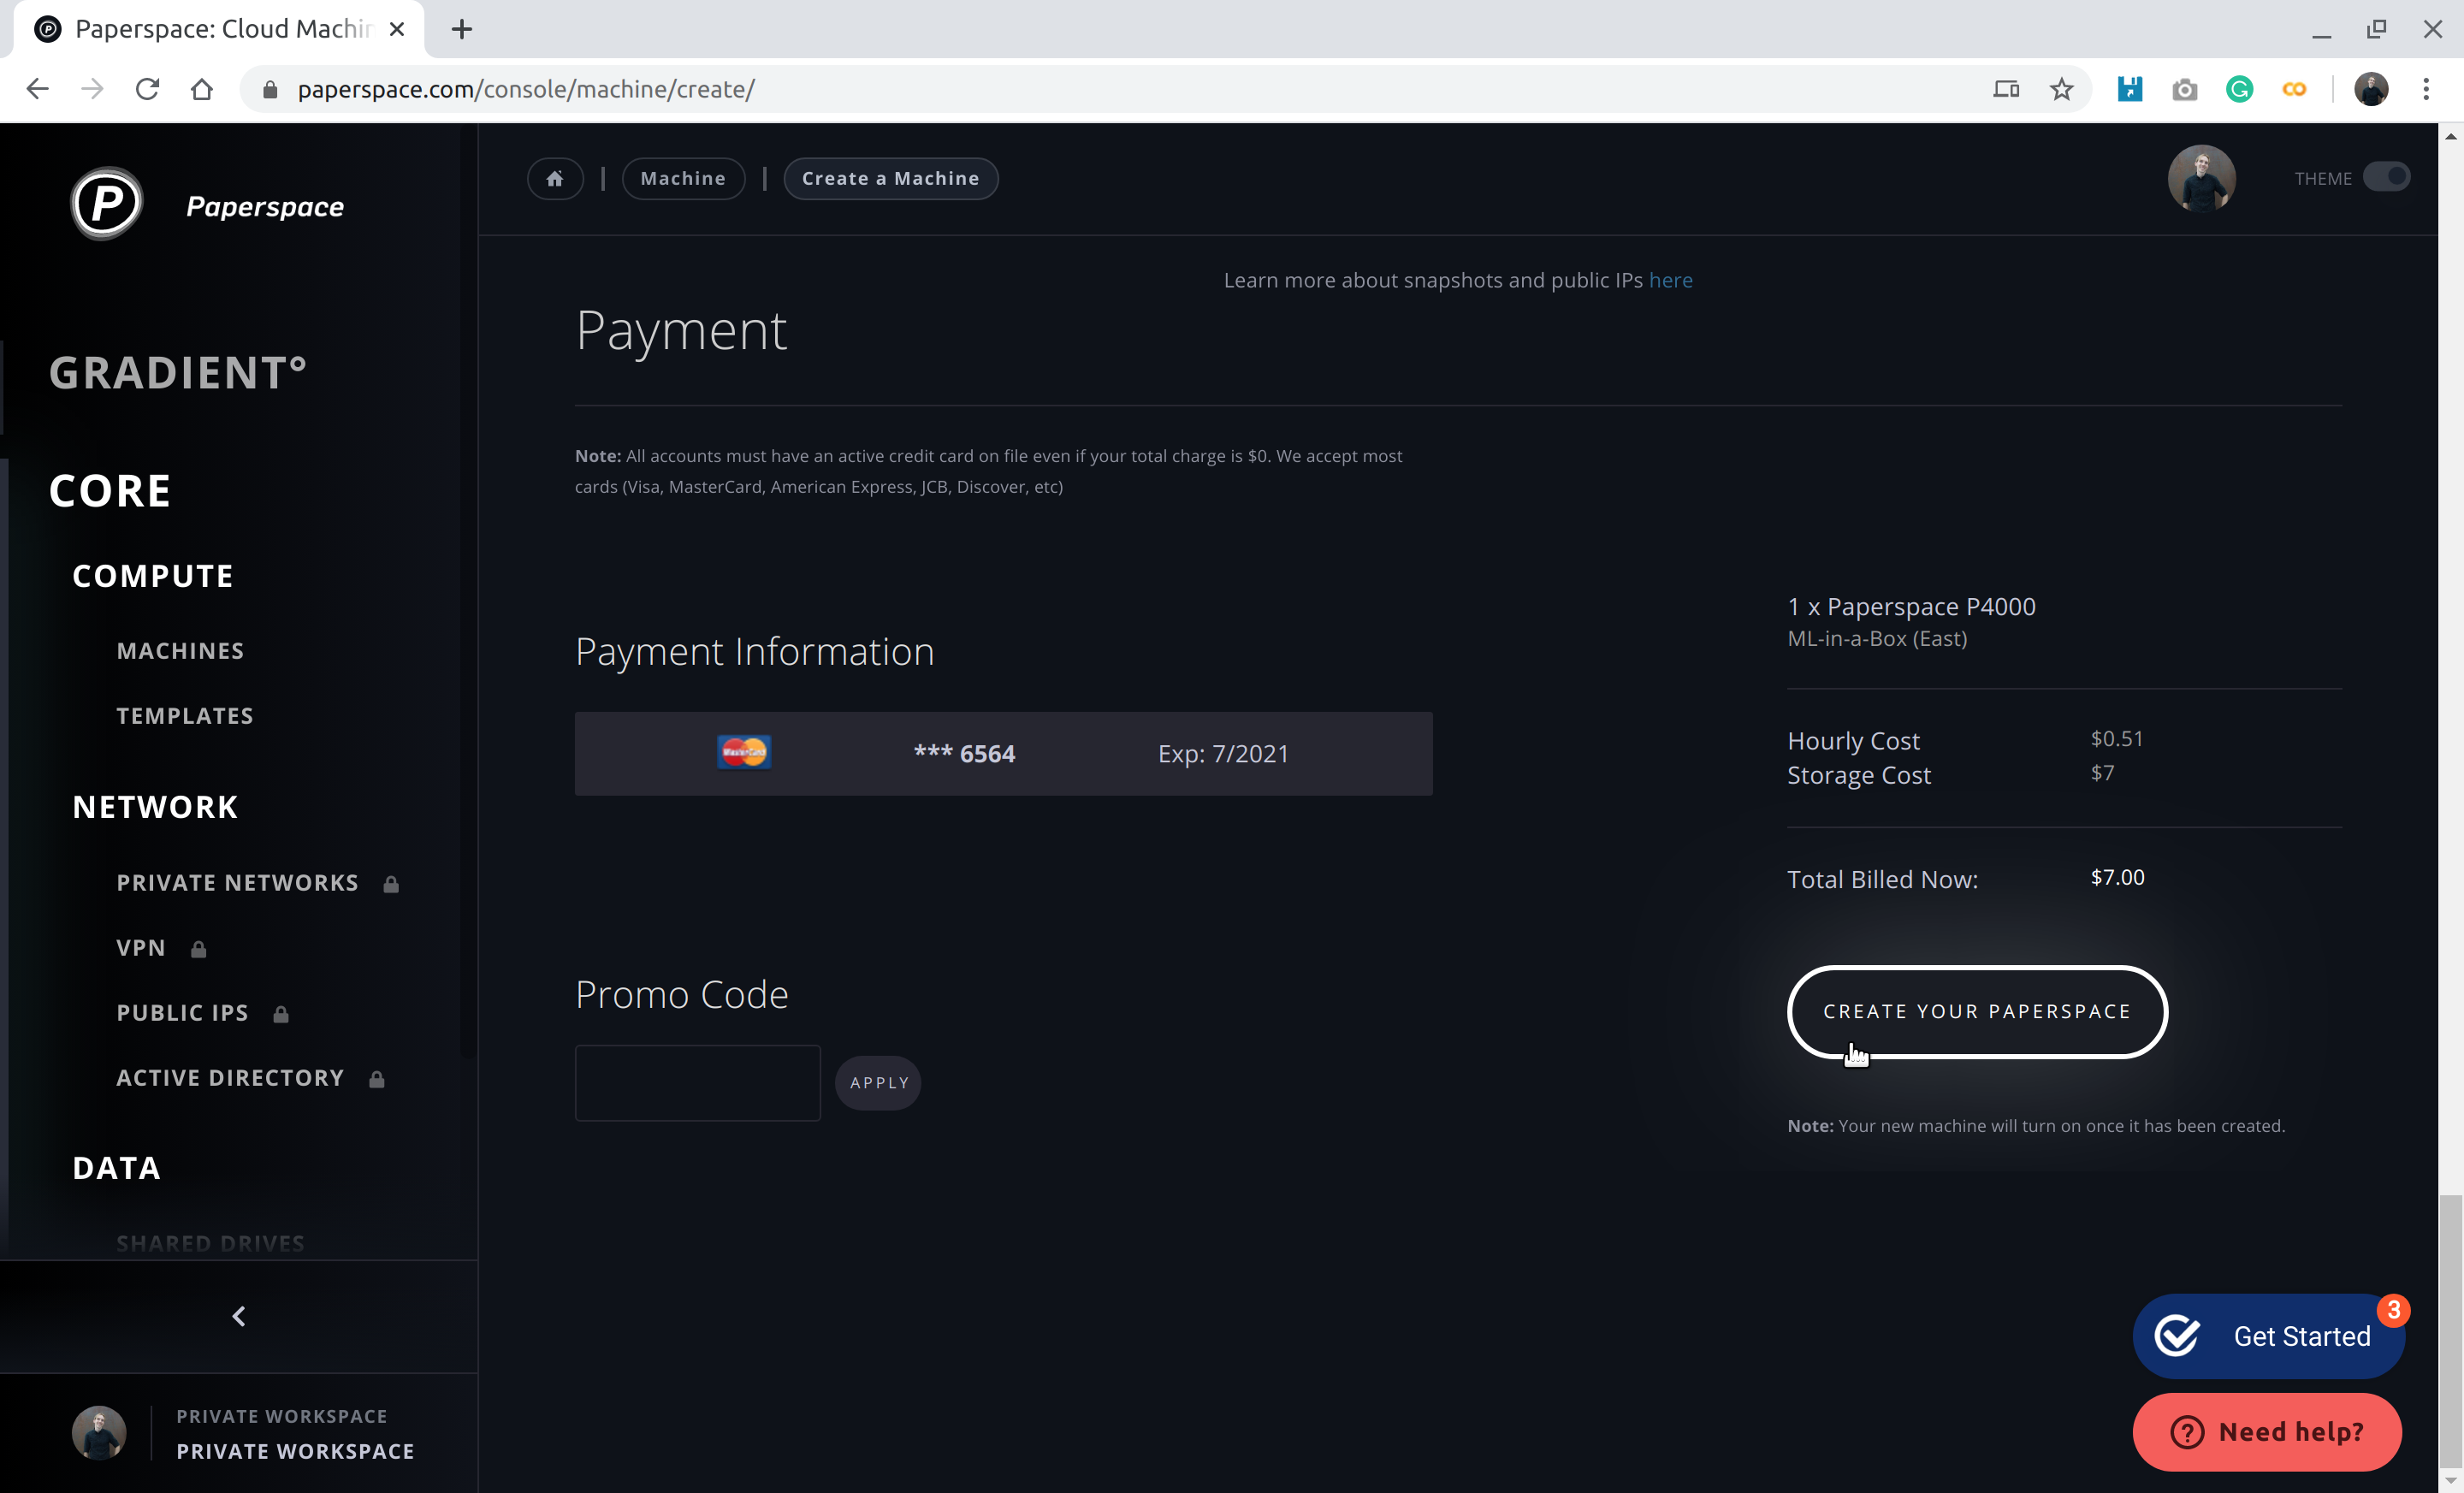 Paperspace: Cloud Machin
paperspace.com/console/machine/create/
Paperspace
Machine
Create a Machine
THEME
Learn more about snapshots and public IPs here
GRADIENT°
CORE
COMPUTE
MACHINES
TEMPLATES
NETWORK
PRIVATE NETWORKS
VPN
PUBLIC IPS
ACTIVE DIRECTORY
DATA
SHARED DRIVES
PRIVATE WORKSPACE
PRIVATE WORKSPACE
Payment
Note: All accounts must have an active credit card on file even if your total charge is $0. We accept most
cards (Visa, MasterCard, American Express, JCB, Discover, etc)
Payment Information
*** 6564 Exp: 7/2021
Promo Code
APPLY
1 x Paperspace P4000
ML-in-a-Box (East)
Hourly Cost $0.51
Storage Cost $7
Total Billed Now: $7.00
CREATE YOUR PAPERSPACE
Note: Your new machine will turn on once it has been created.
3
Get Started
Need help?